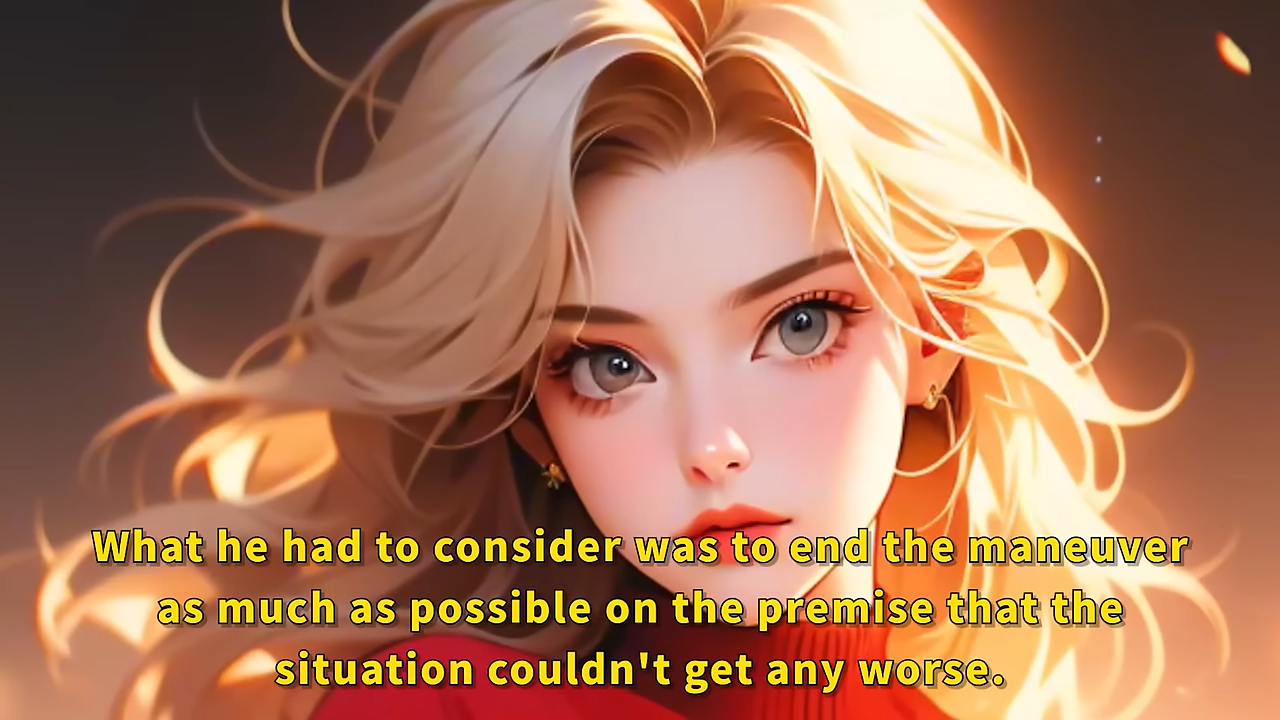 What he had to consider was to end the maneuver
as much as possible on the premise that the
situation couldn't get any worse.